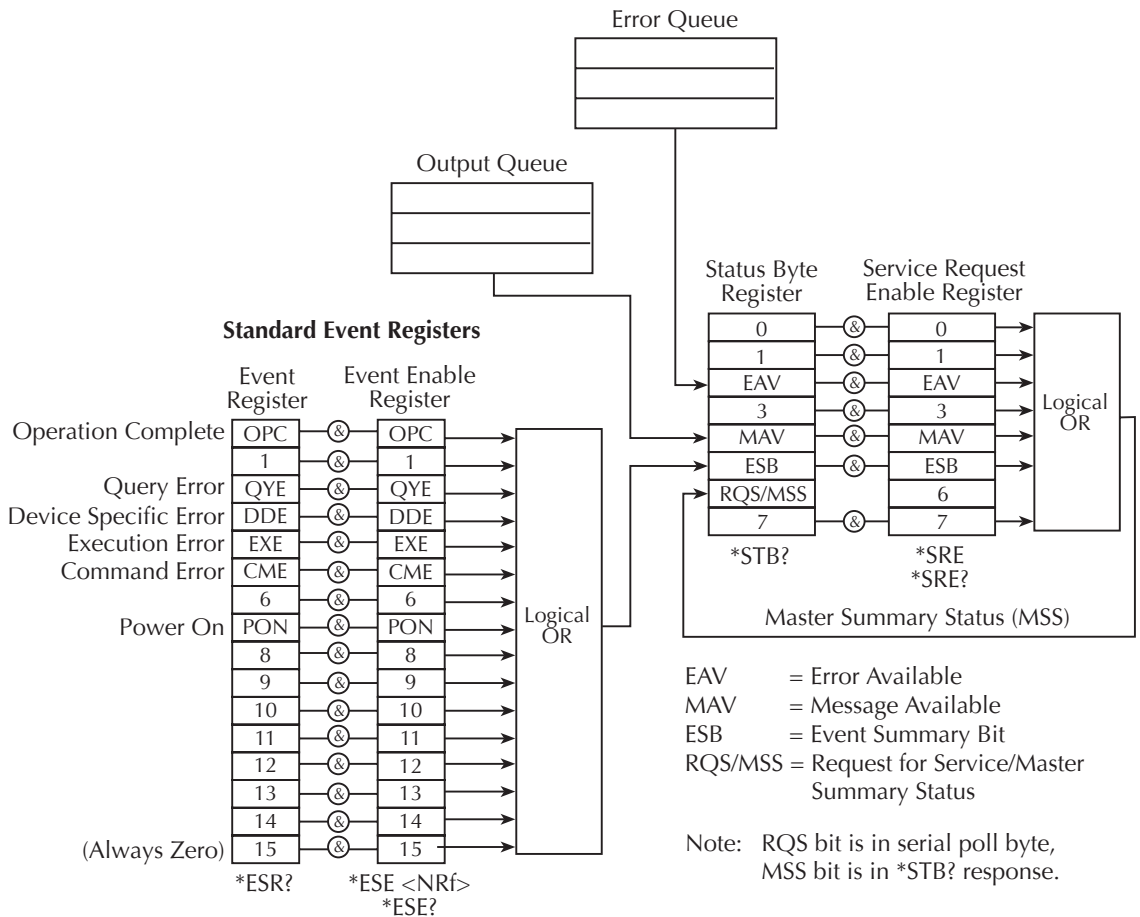 Error Queue
Output Queue
Status Byte
Register
Service Request
Enable Register
0 & 0
1 & 1
EAV & EAV
3 & 3
MAV & MAV
ESB & ESB
RQS/MSS 6
7 & 7
Logical
OR
*STB?
*SRE
*SRE?
Master Summary Status (MSS)
Standard Event Registers
Event
Register
Event Enable
Register
Operation Complete OPC & OPC
1 & 1
Query Error QYE & QYE
Device Specific Error DDE & DDE
Execution Error EXE & EXE
Command Error CME & CME
6 & 6
Power On PON & PON
8 & 8
9 & 9
10 & 10
11 & 11
12 & 12
13 & 13
14 & 14
(Always Zero) 15 & 15
Logical
OR
*ESR?
*ESE <NRf>
*ESE?
EAV = Error Available
MAV = Message Available
ESB = Event Summary Bit
RQS/MSS = Request for Service/Master
Summary Status
Note: RQS bit is in serial poll byte,
MSS bit is in *STB? response.